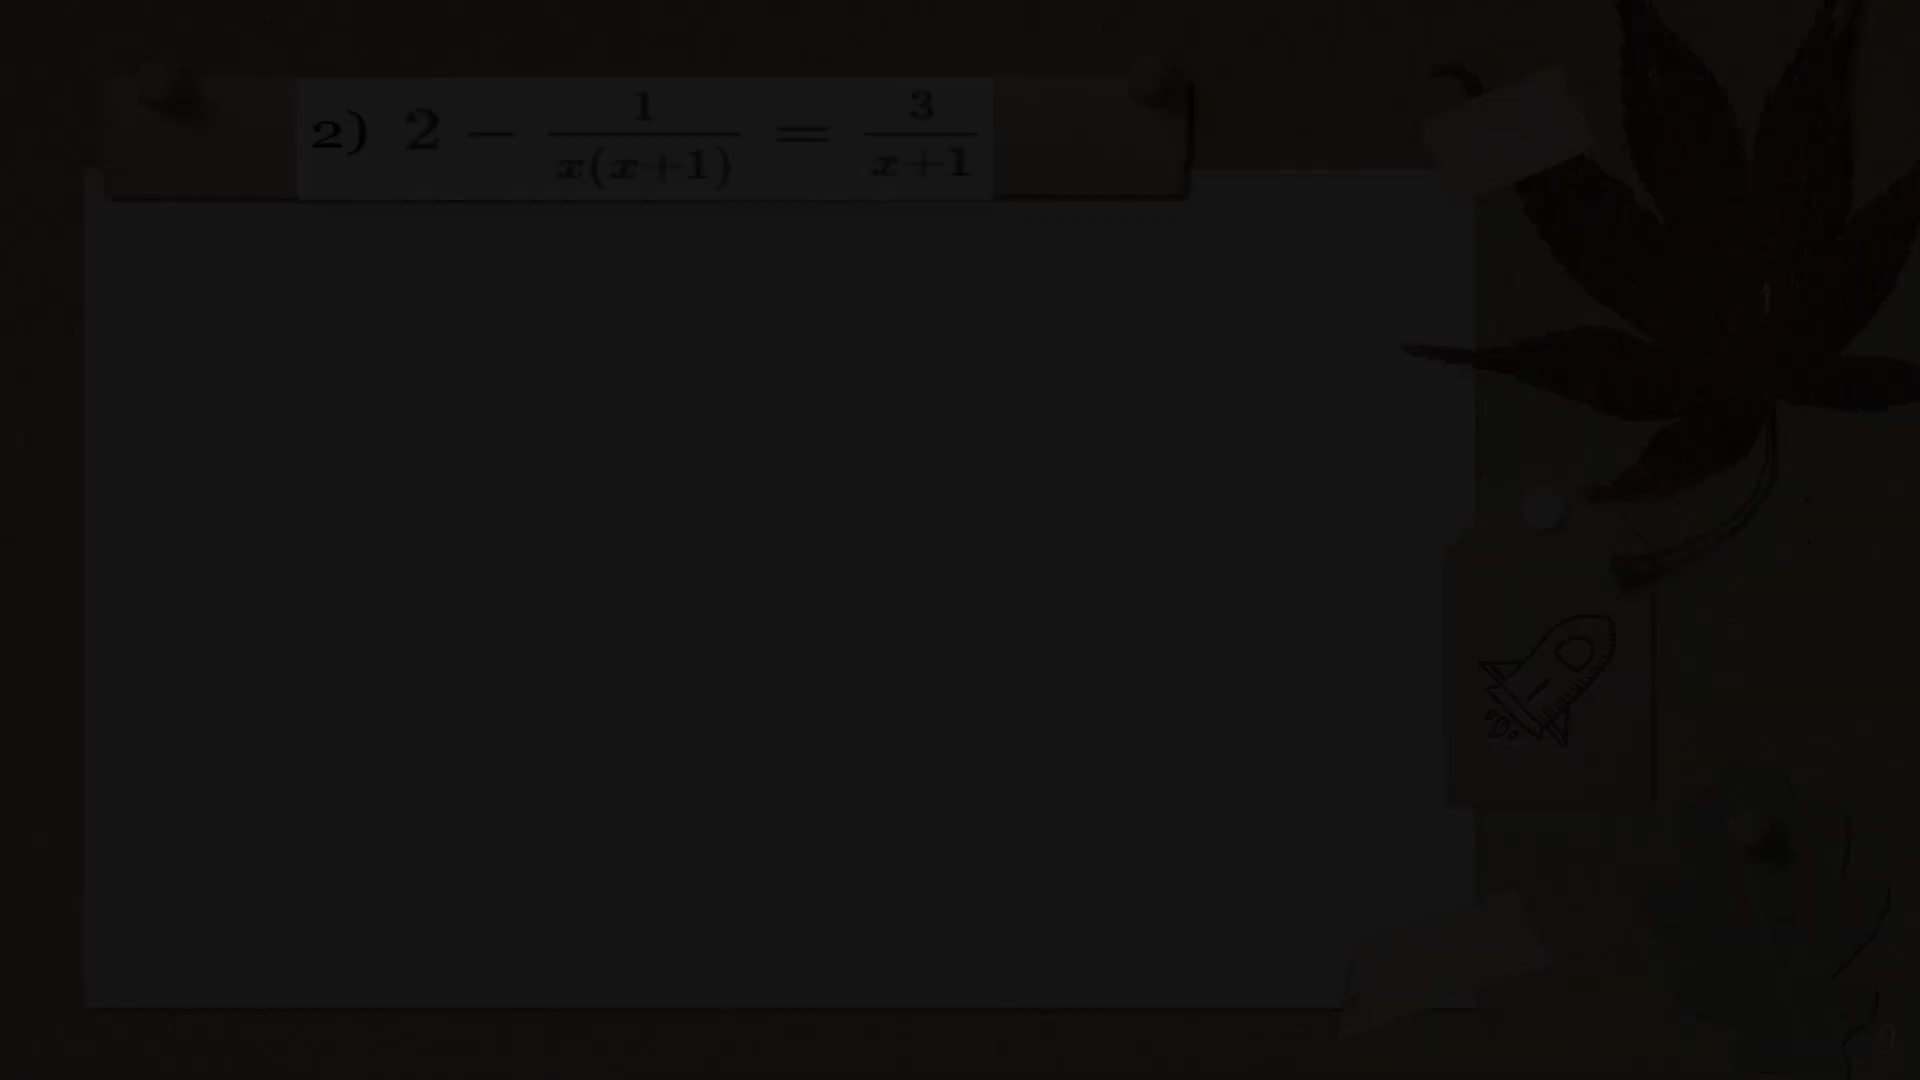 2) 2 − 1/x(x+1) = 3/x+1